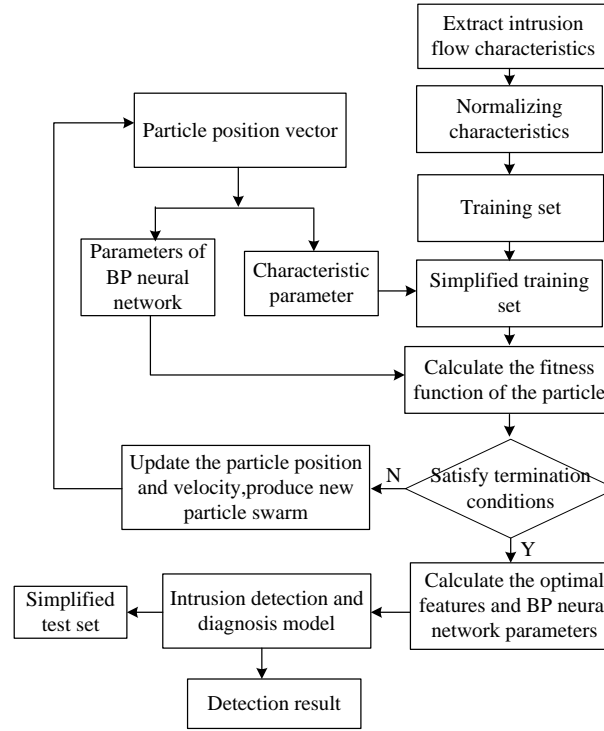 Extract intrusion
flow characteristics
Normalizing
characteristics
Particle position vector
Training set
Parameters of
BP neural
network
Characteristic
parameter
Simplified training
set
Calculate the fitness
function of the particle
Update the particle position
and velocity,produce new
particle swarm
N
Satisfy termination
conditions
Y
Calculate the optimal
features and BP neural
network parameters
Intrusion detection and
diagnosis model
Simplified
test set
Detection result